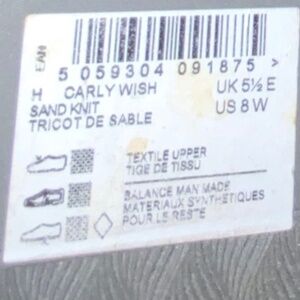 EAN
5 059304 091875 >
H CARLY WISH UK 5½ E
SAND KNIT US 8 W
TRICOT DE SABLE
TEXTILE UPPER
TIGE DE TISSU
BALANCE MAN MADE
MATERIAUX SYNTHETIQUES
POUR LE RESTE